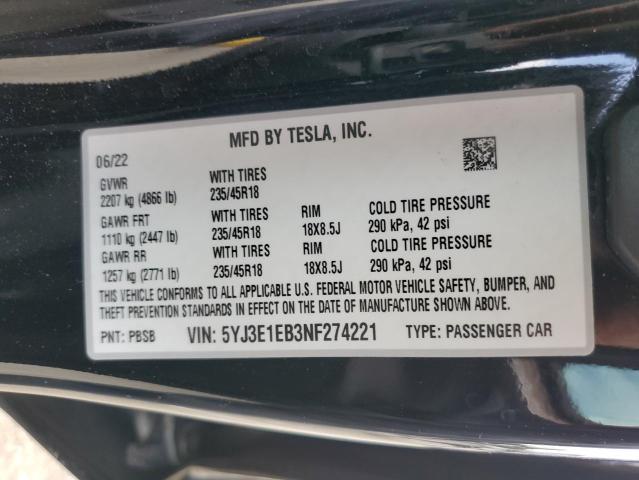 MFD BY TESLA, INC.
06/22
GVWR WITH TIRES
2207 kg (4866 lb) 235/45R18
GAWR FRT WITH TIRES RIM COLD TIRE PRESSURE
1110 kg (2447 lb) 235/45R18 18X8.5J 290 kPa, 42 psi
GAWR RR WITH TIRES RIM COLD TIRE PRESSURE
1257 kg (2771 lb) 235/45R18 18X8.5J 290 kPa, 42 psi
THIS VEHICLE CONFORMS TO ALL APPLICABLE U.S. FEDERAL MOTOR VEHICLE SAFETY, BUMPER, AND
THEFT PREVENTION STANDARDS IN EFFECT ON THE DATE OF MANUFACTURE SHOWN ABOVE.
PNT: PBSB VIN: 5YJ3E1EB3NF274221 TYPE: PASSENGER CAR